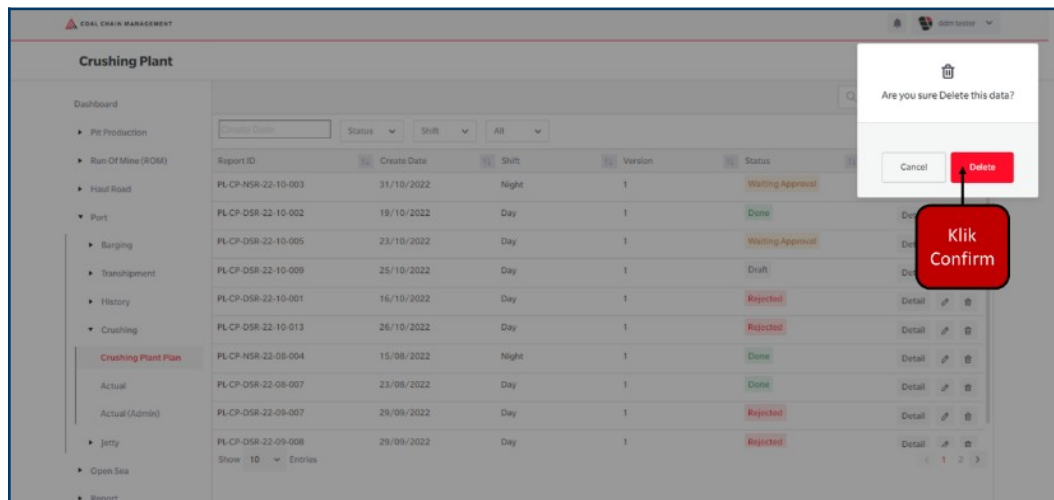 COAL CHAIN MANAGEMENT
ddm tester
Crushing Plant
Are you sure Delete this data?
Cancel
Delete
Klik
Confirm
Dashboard
Pit Production
Run Of Mine (ROM)
Haul Road
Port
Barging
Transhipment
History
Crushing
Crushing Plant Plan
Actual
Actual (Admin)
Jetty
Open Sea
Report
Create Date
Status
Shift
All
Report ID Create Date Shift Version Status
PL-CP-NSR-22-10-003 31/10/2022 Night 1 Waiting Approval
PL-CP-DSR-22-10-002 19/10/2022 Day 1 Done
PL-CP-DSR-22-10-005 23/10/2022 Day 1 Waiting Approval
PL-CP-DSR-22-10-009 25/10/2022 Day 1 Draft
PL-CP-DSR-22-10-001 16/10/2022 Day 1 Rejected Detail
PL-CP-DSR-22-10-013 26/10/2022 Day 1 Rejected Detail
PL-CP-NSR-22-08-004 15/08/2022 Night 1 Done Detail
PL-CP-DSR-22-08-007 23/08/2022 Day 1 Done Detail
PL-CP-DSR-22-09-007 29/09/2022 Day 1 Rejected Detail
PL-CP-DSR-22-09-008 29/09/2022 Day 1 Rejected Detail
Show 10 Entries
1 2